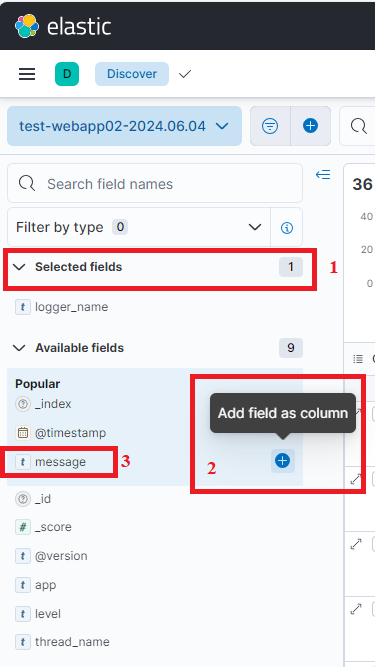 elastic
D Discover
test-webapp02-2024.06.04
Search field names
36
Filter by type 0
40
20
0
Selected fields 1
1
t logger_name
Available fields 9
Popular
_index
Add field as column
@timestamp
t message
3
2
_id
# _score
t @version
t app
t level
t thread_name